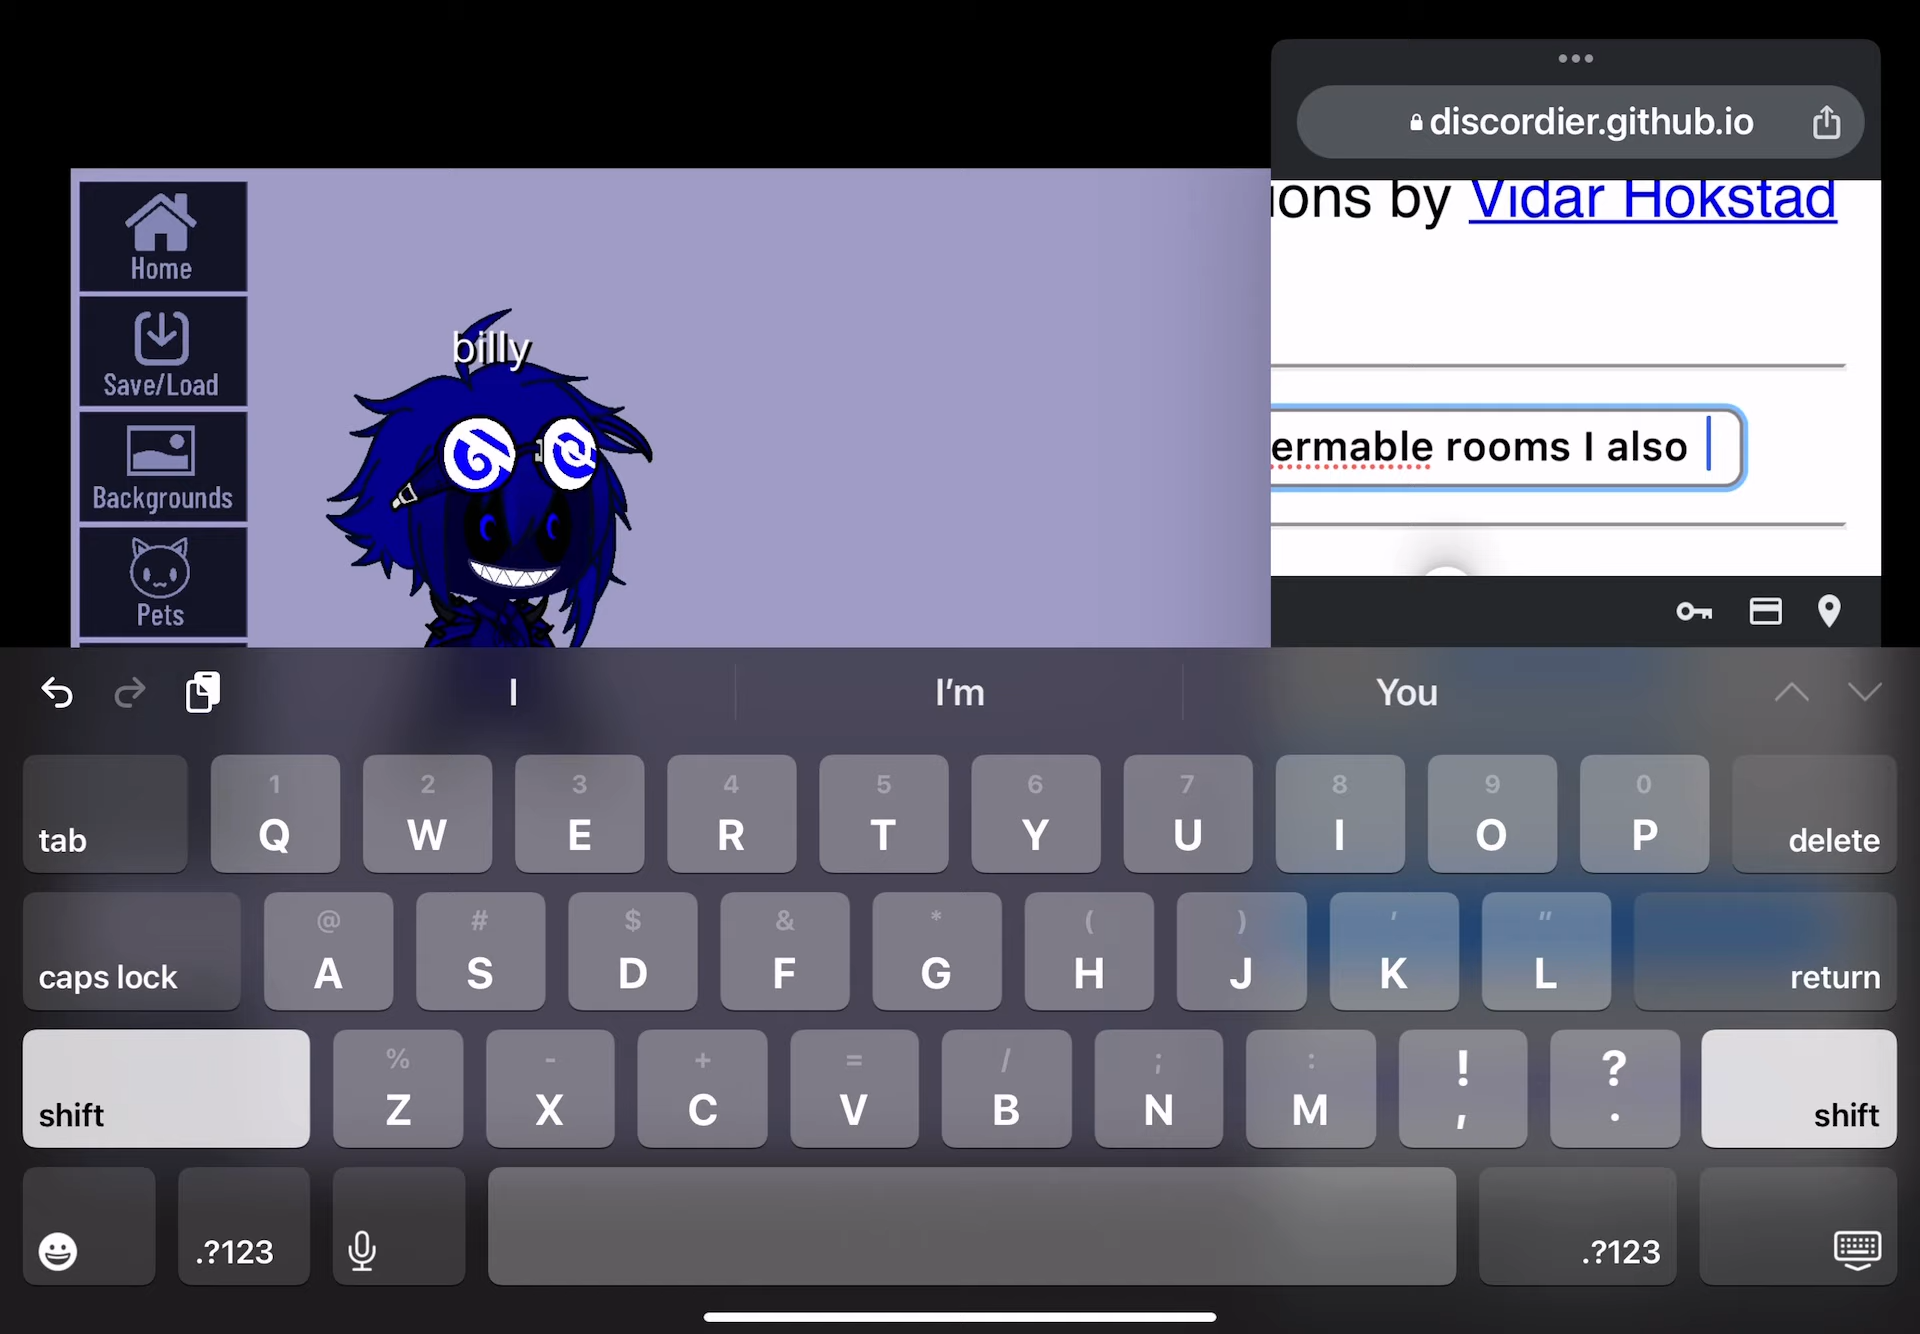 discordier.github.io
ions by Vidar Hokstad
Home
billy
Save/Load
ermable rooms I also
Backgrounds
Pets
I I'm You
tab 1 Q 2 W 3 E 4 R 5 T 6 Y 7 U 8 I 9 O 0 P delete
caps lock @ A # S $ D & F * G ( H ) J ' K " L return
shift % Z - X + C = V / B ; N : M ! , ? . shift
.?123 .?123